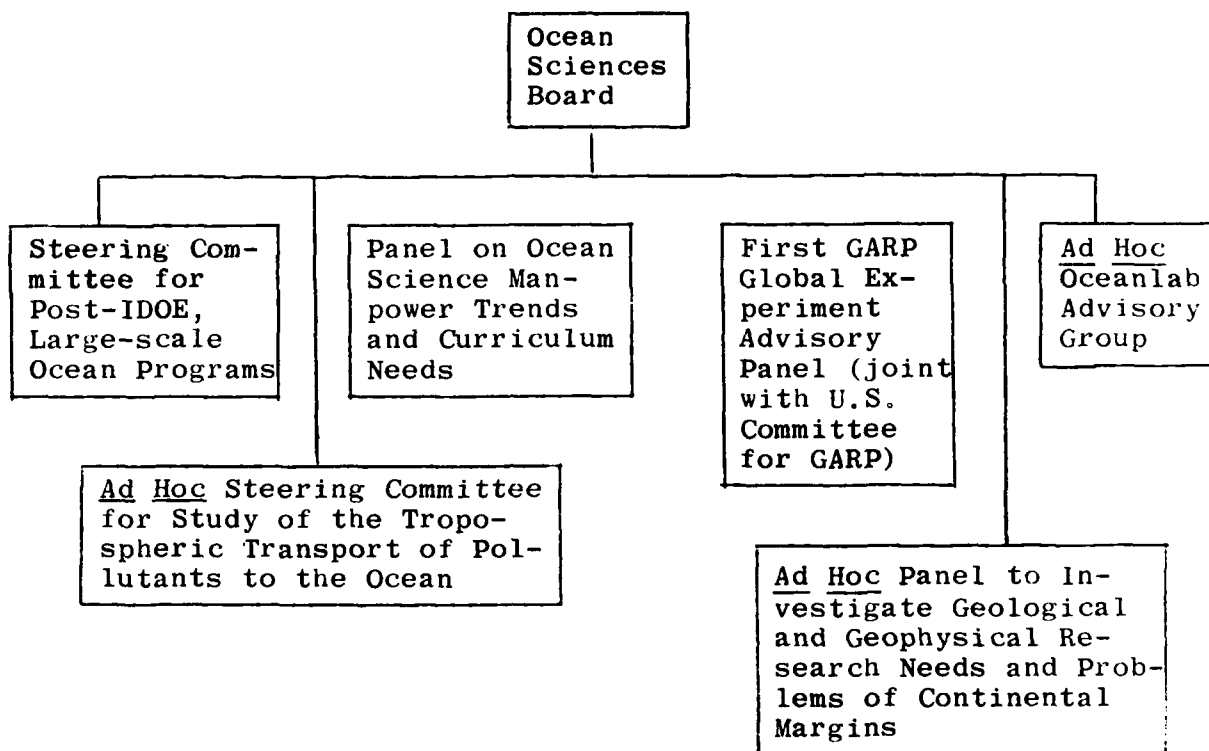 Ocean
Sciences
Board
Steering Com-
mittee for
Post-IDOE,
Large-scale
Ocean Programs
Panel on Ocean
Science Man-
power Trends
and Curriculum
Needs
First GARP
Global Ex-
periment
Advisory
Panel (joint
with U.S.
Committee
for GARP)
Ad Hoc
Oceanlab
Advisory
Group
Ad Hoc Steering Committee
for Study of the Tropo-
spheric Transport of Pol-
lutants to the Ocean
Ad Hoc Panel to In-
vestigate Geological
and Geophysical Re-
search Needs and Prob-
lems of Continental
Margins